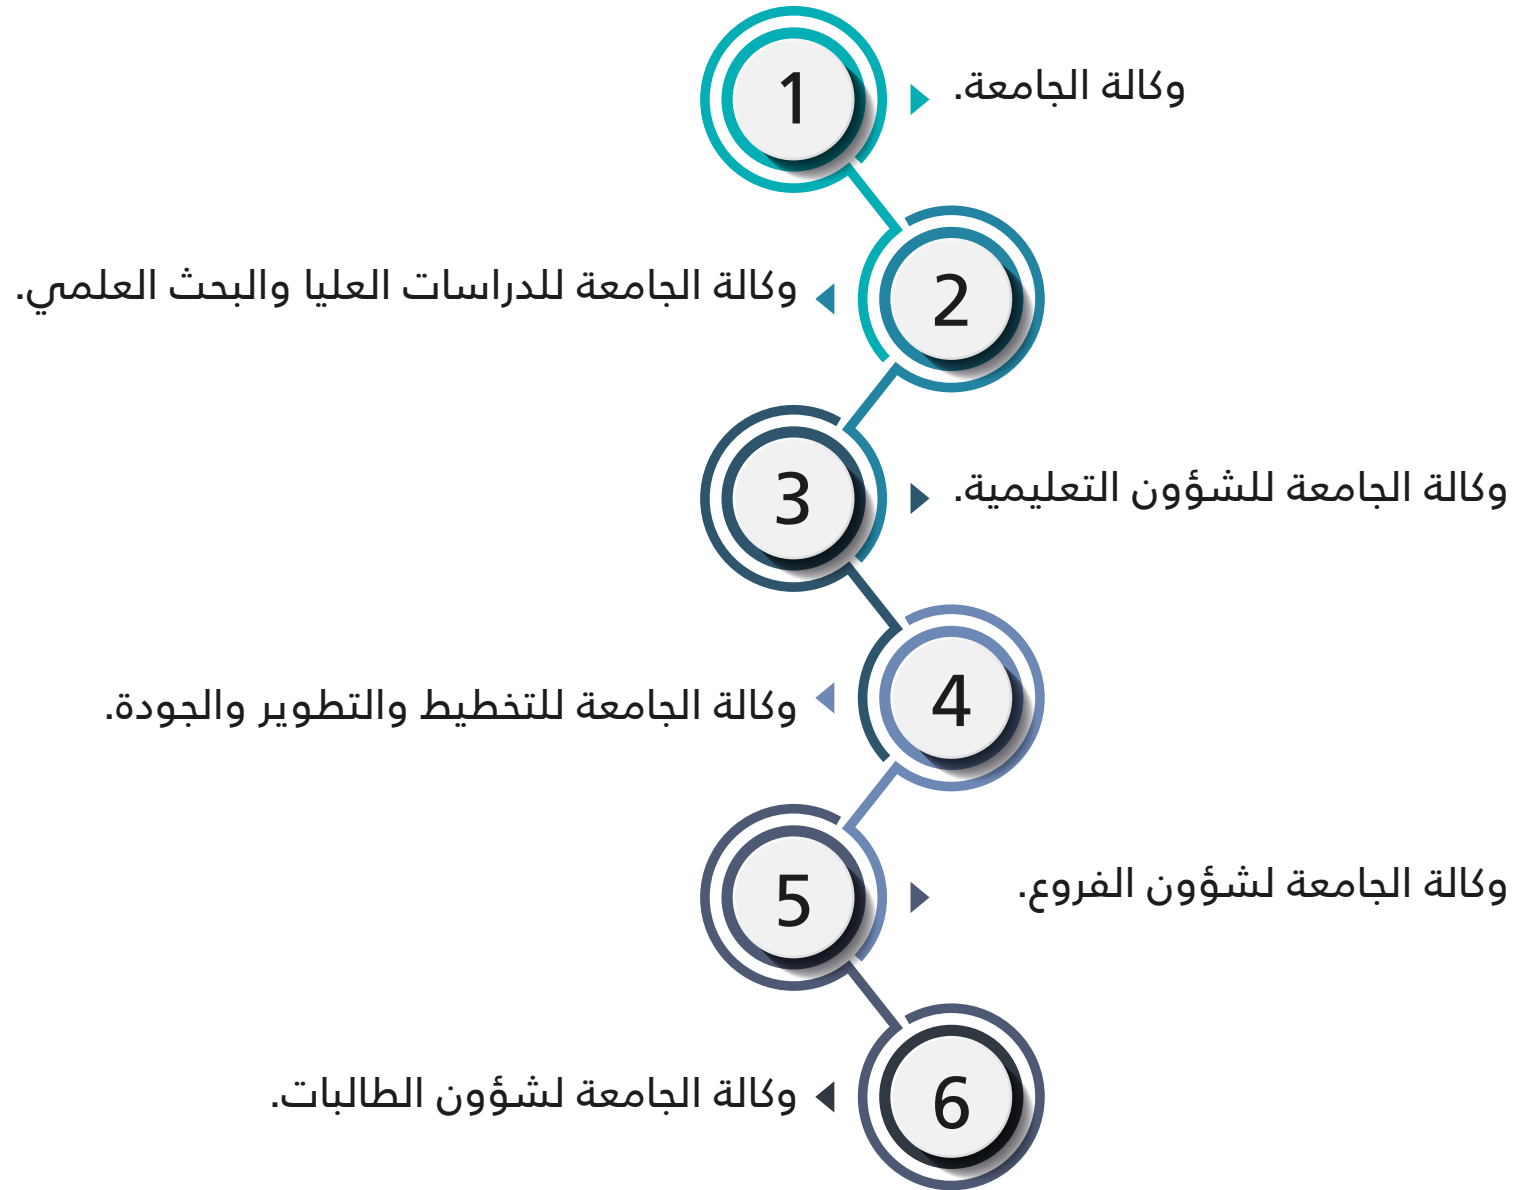 1
وكالة الجامعة.
2
وكالة الجامعة للدراسات العليا والبحث العلمي.
3
وكالة الجامعة للشؤون التعليمية.
4
وكالة الجامعة للتخطيط والتطوير والجودة.
5
وكالة الجامعة لشؤون الفروع.
6
وكالة الجامعة لشؤون الطالبات.